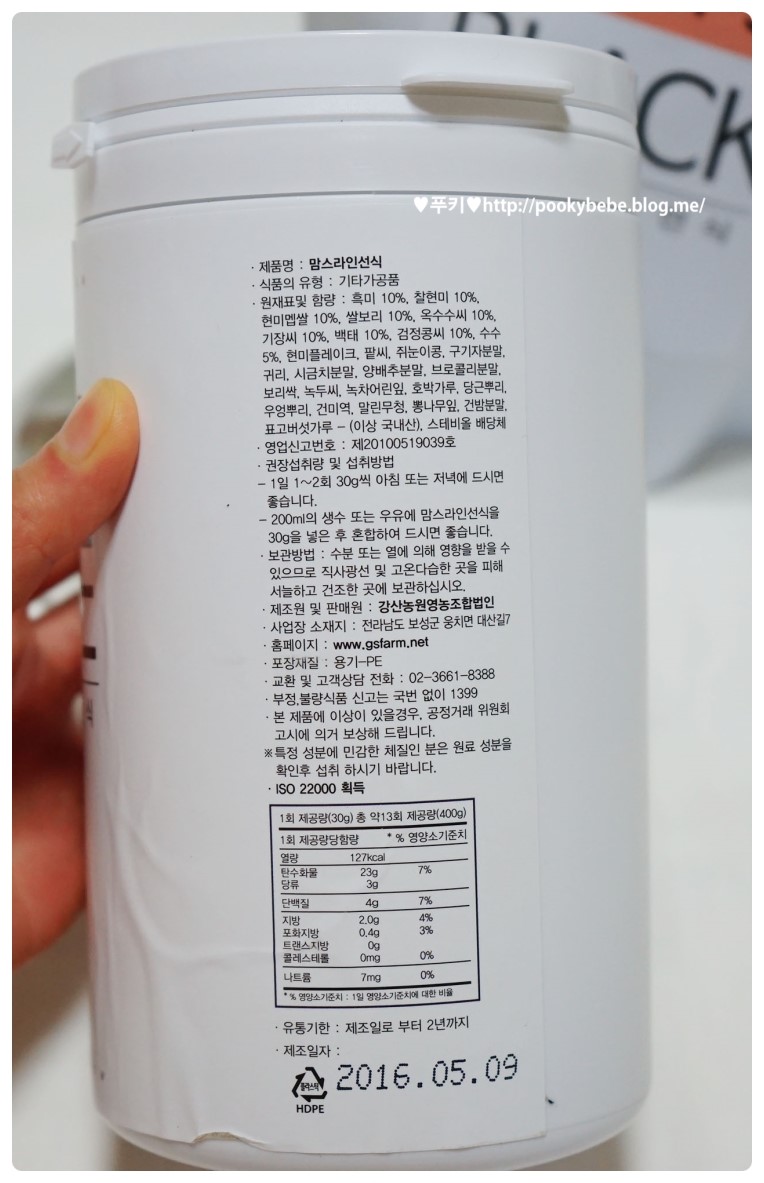 BLACK
♥푸키♥http://pookybebe.blog.me/
· 제품명 : 맘스라인선식
· 식품의 유형 : 기타가공품
· 원재료및 함량 : 흑미 10%, 찰현미 10%,
현미멥쌀 10%, 쌀보리 10%, 옥수수씨 10%,
기장씨 10%, 백태 10%, 검정콩씨 10%, 수수
5%, 현미플레이크, 팥씨, 쥐눈이콩, 구기자분말,
귀리, 시금치분말, 양배추분말, 브로콜리분말,
보리싹, 녹두씨, 녹차어린잎, 호박가루, 당근뿌리,
우엉뿌리, 건미역, 말린무청, 뽕나무잎, 건밤분말,
표고버섯가루 - (이상 국내산), 스테비올 배당체
· 영업신고번호 : 제20100519039호
· 권장섭취량 및 섭취방법
- 1일 1~2회 30g씩 아침 또는 저녁에 드시면
좋습니다.
- 200ml의 생수 또는 우유에 맘스라인선식을
30g을 넣은 후 혼합하여 드시면 좋습니다.
· 보관방법 : 수분 또는 열에 의해 영향을 받을 수
있으므로 직사광선 및 고온다습한 곳을 피해
서늘하고 건조한 곳에 보관하십시오.
· 제조원 및 판매원 : 강산농원영농조합법인
· 사업장 소재지 : 전라남도 보성군 웅치면 대산길7
· 홈페이지 : www.gsfarm.net
· 포장재질 : 용기-PE
· 교환 및 고객상담 전화 : 02-3661-8388
· 부정,불량식품 신고는 국번 없이 1399
· 본 제품에 이상이 있을경우, 공정거래 위원회
고시에 의거 보상해 드립니다.
※특정 성분에 민감한 체질인 분은 원료 성분을
확인후 섭취 하시기 바랍니다.
· ISO 22000 획득
1회 제공량(30g) 총 약13회 제공량(400g)
1회 제공량당함량 * % 영양소기준치
열량 127kcal
탄수화물 23g 7%
당류 3g
단백질 4g 7%
지방 2.0g 4%
포화지방 0.4g 3%
트랜스지방 0g
콜레스테롤 0mg 0%
나트륨 7mg 0%
* % 영양소기준치 : 1일 영양소기준치에 대한 비율
· 유통기한 : 제조일로 부터 2년까지
· 제조일자 :
2016.05.09
플라스틱
HDPE